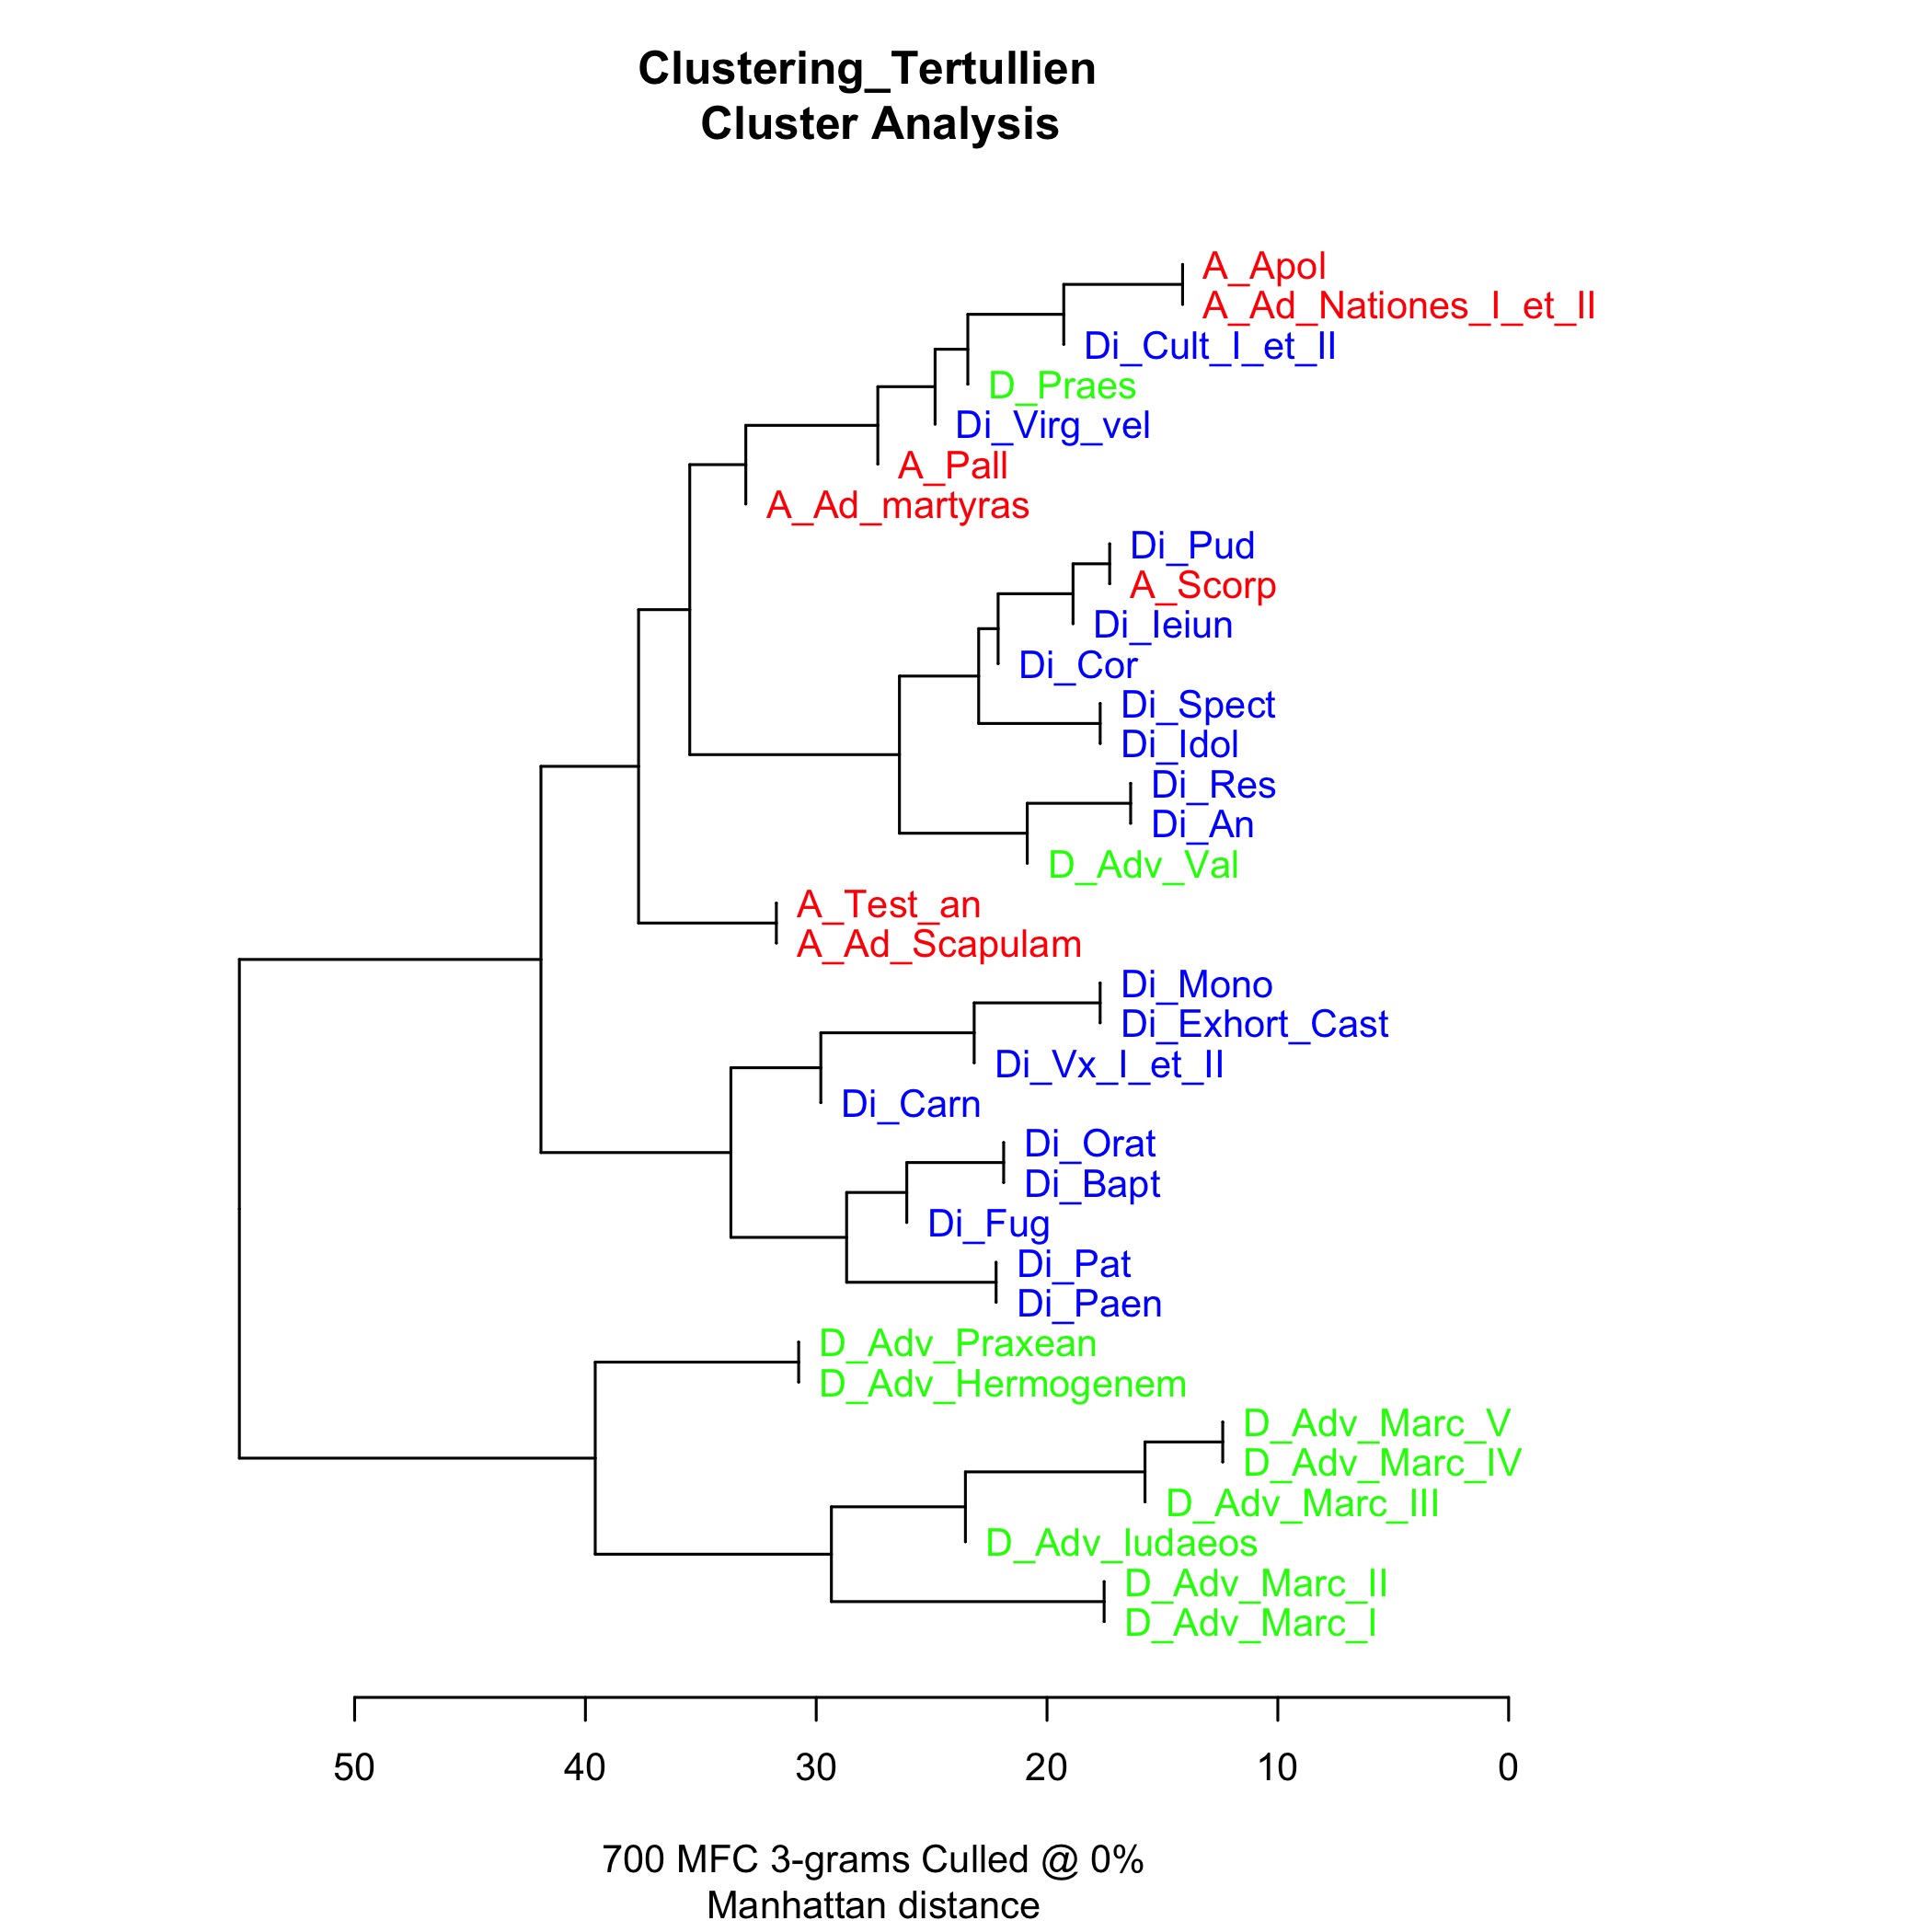 Clustering_Tertullien
Cluster Analysis
A_Apol
A_Ad_Nationes_I_et_II
Di_Cult_I_et_II
D_Praes
Di_Virg_vel
A_Pall
A_Ad_martyras
Di_Pud
A_Scorp
Di_Ieiun
Di_Cor
Di_Spect
Di_Idol
Di_Res
Di_An
D_Adv_Val
A_Test_an
A_Ad_Scapulam
Di_Mono
Di_Exhort_Cast
Di_Vx_I_et_II
Di_Carn
Di_Orat
Di_Bapt
Di_Fug
Di_Pat
Di_Paen
D_Adv_Praxean
D_Adv_Hermogenem
D_Adv_Marc_V
D_Adv_Marc_IV
D_Adv_Marc_III
D_Adv_Iudaeos
D_Adv_Marc_II
D_Adv_Marc_I
50 40 30 20 10 0
700 MFC 3-grams Culled @ 0%
Manhattan distance